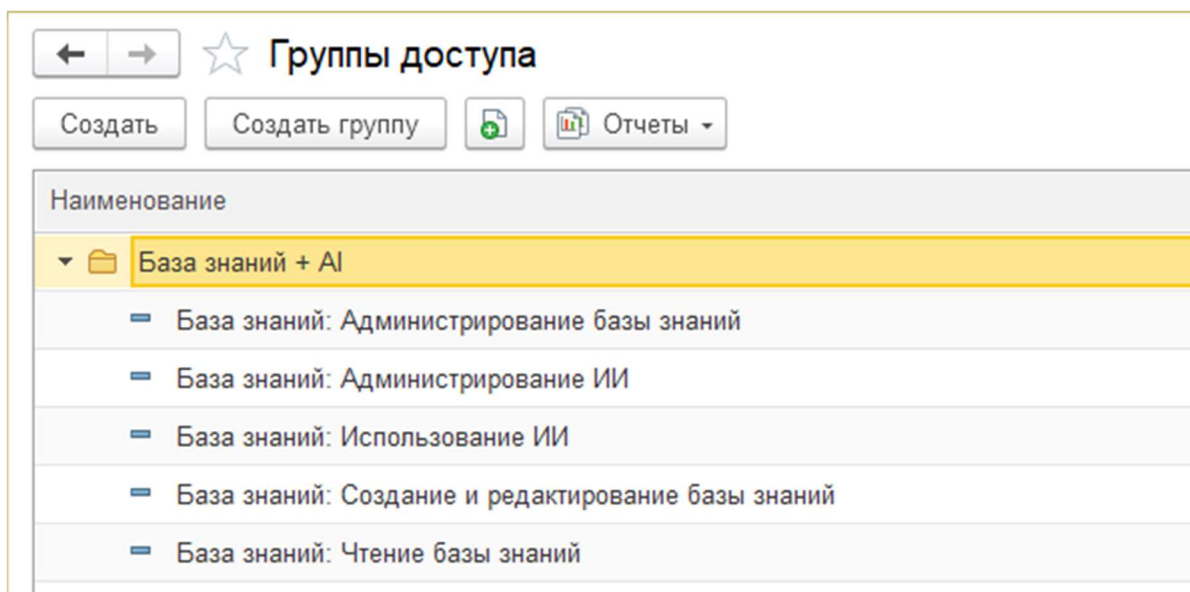 Группы доступа
Создать Создать группу Отчеты
Наименование
База знаний + AI
База знаний: Администрирование базы знаний
База знаний: Администрирование ИИ
База знаний: Использование ИИ
База знаний: Создание и редактирование базы знаний
База знаний: Чтение базы знаний